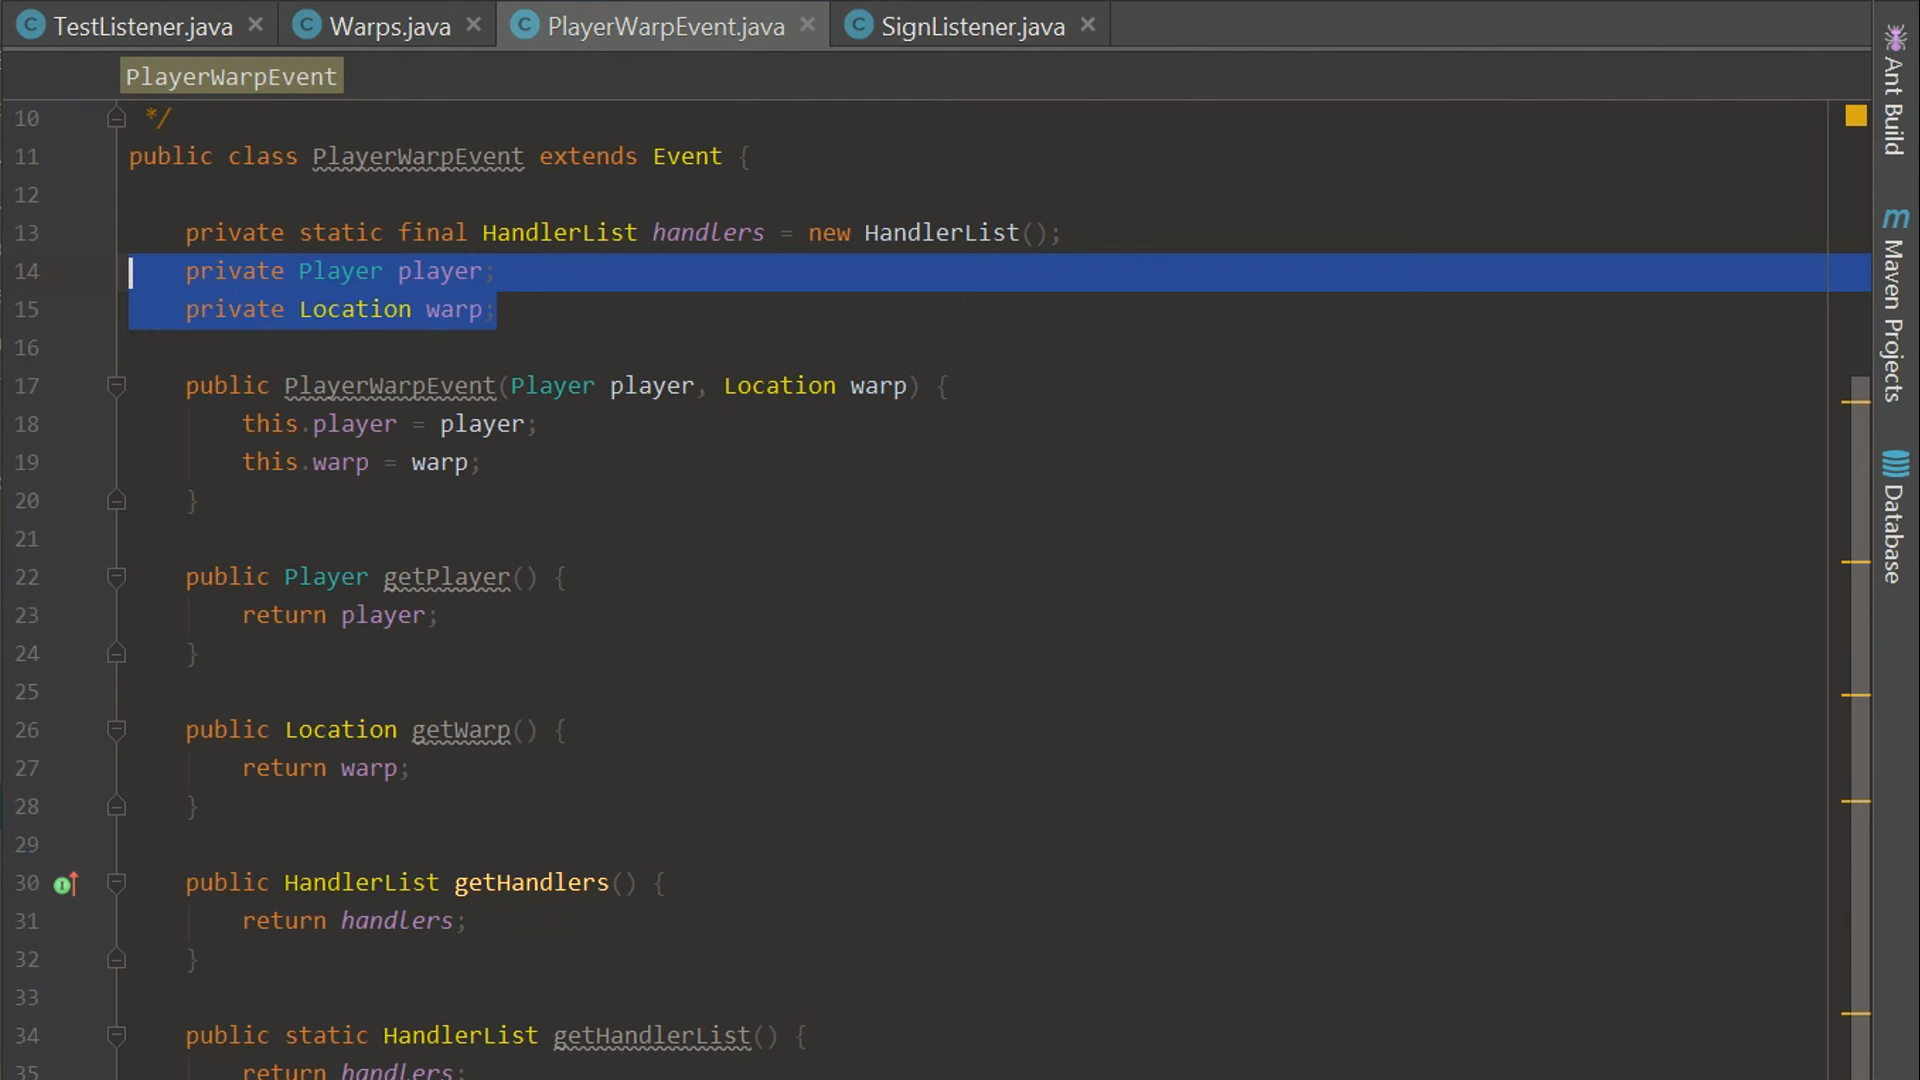 TestListener.java Warps.java PlayerWarpEvent.java SignListener.java
PlayerWarpEvent
10 */
11 public class PlayerWarpEvent extends Event {
12
13 private static final HandlerList handlers = new HandlerList();
14 private Player player;
15 private Location warp;
16
17 public PlayerWarpEvent(Player player, Location warp) {
18 this.player = player;
19 this.warp = warp;
20 }
21
22 public Player getPlayer() {
23 return player;
24 }
25
26 public Location getWarp() {
27 return warp;
28 }
29
30 public HandlerList getHandlers() {
31 return handlers;
32 }
33
34 public static HandlerList getHandlerList() {
35 return handlers;
Ant Build
Maven Projects
Database